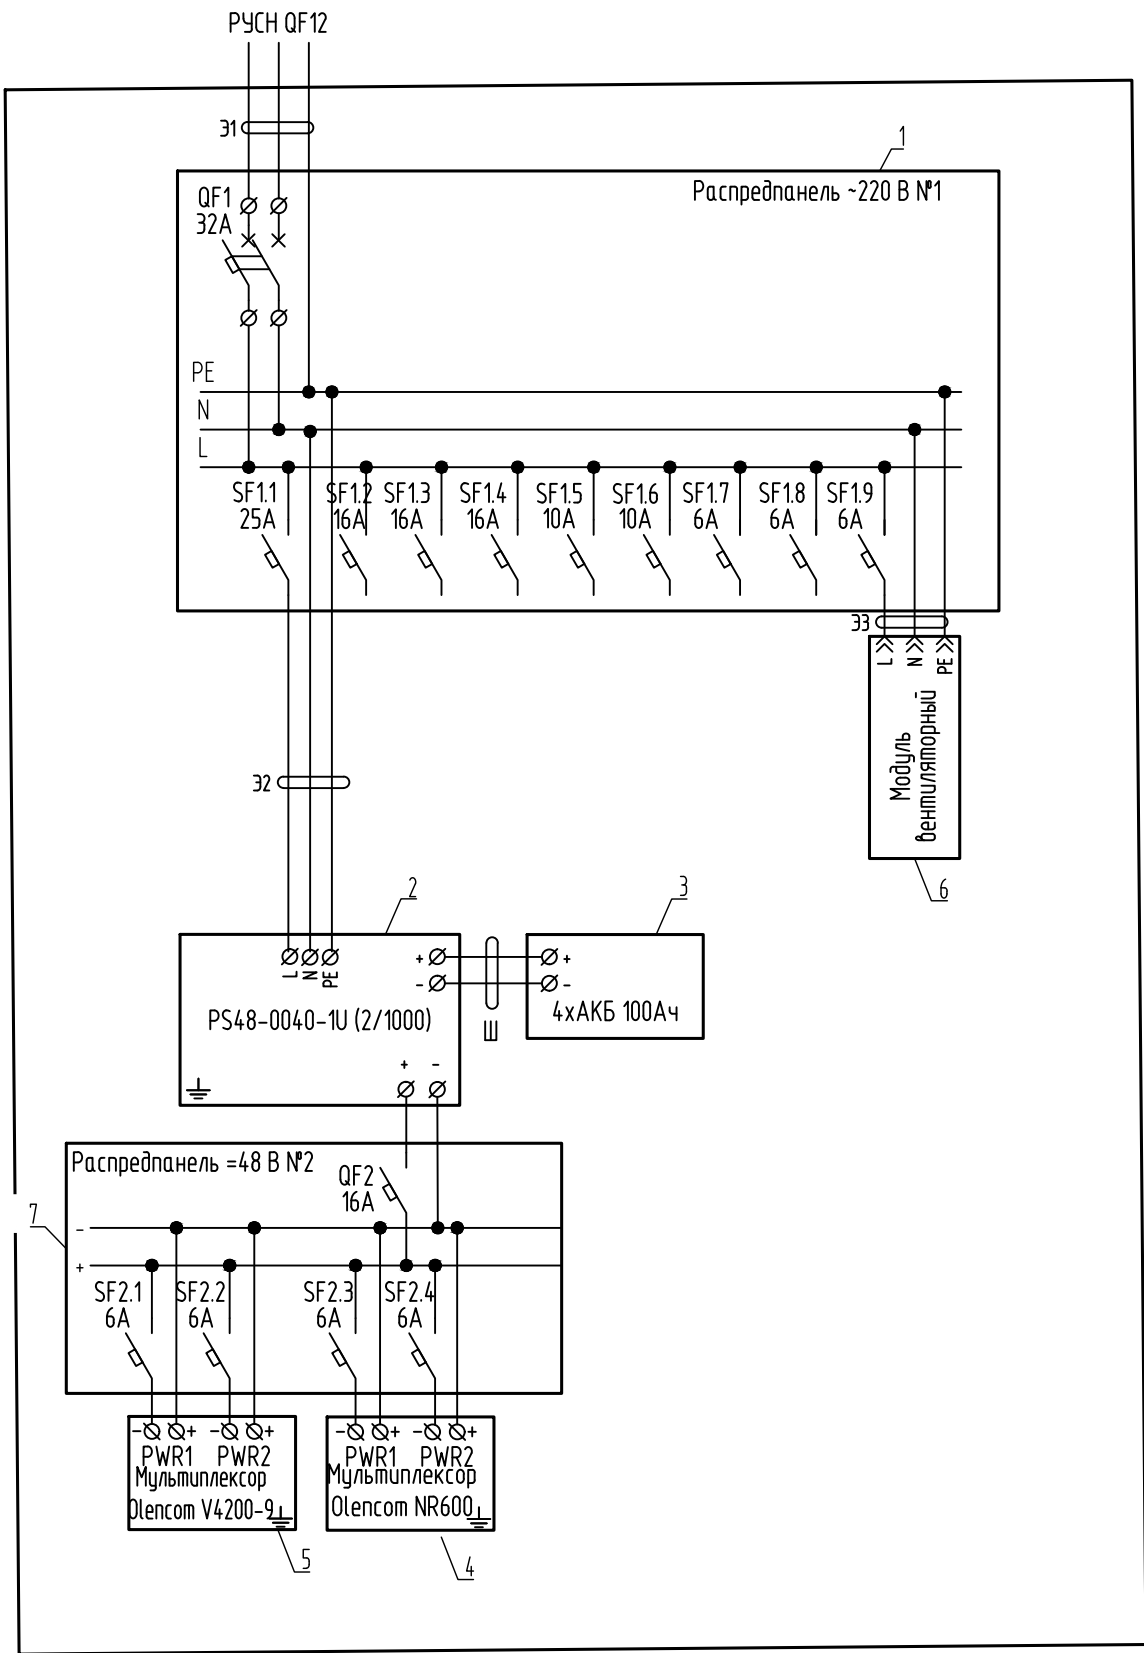 РУСН QF12
Э1
1
Распредпанель ~220 В №1
QF1
32А
PE
N
L
SF1.1
25А
SF1.2
16А
SF1.3
16А
SF1.4
16А
SF1.5
10А
SF1.6
10А
SF1.7
6А
SF1.8
6А
SF1.9
6А
Э3
L
N
PE
Модуль
вентиляторный
6
Э2
2
3
L
N
PE
+
-
+
-
PS48-0040-1U (2/1000)
4хАКБ 100Ач
Ш
+ -
Распредпанель =48 В №2
QF2
16А
7
-
+
SF2.1
6А
SF2.2
6А
SF2.3
6А
SF2.4
6А
- + - +
PWR1 PWR2
Мультиплексор
Olencom V4200-9
5
- + - +
PWR1 PWR2
Мультиплексор
Olencom NR600
4